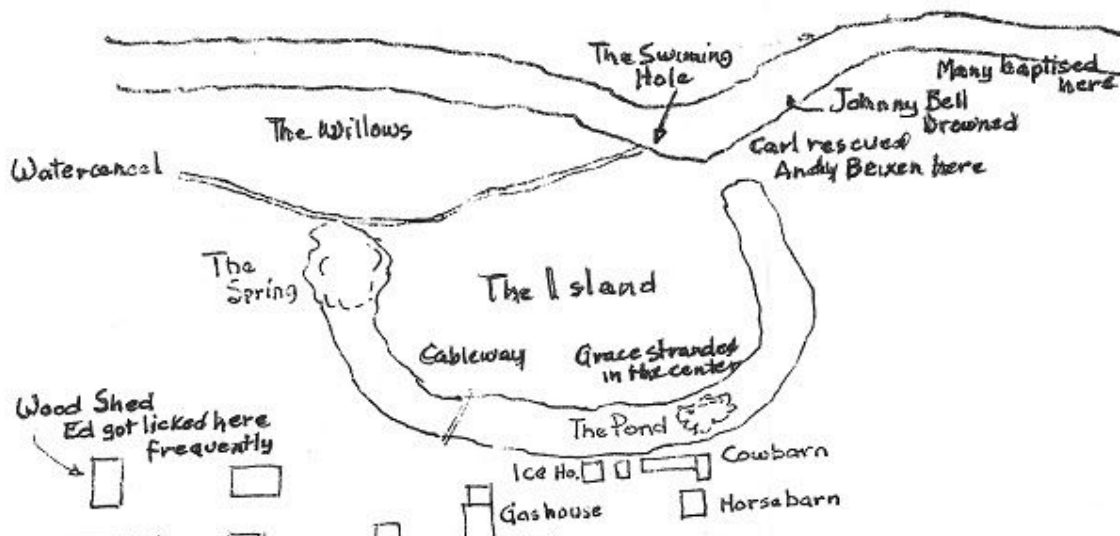 The Swiming
Hole
Many baptised
here
Johnny Bell
Drowned
The Willows
Carl rescued
Andy Beixen here
Watercancel
The
Spring
The Island
Cableway
Grace stranded
in the center
Wood Shed
Ed got licked here
frequently
The Pond
Ice Ho.
Cowbarn
Gashouse
Horsebarn